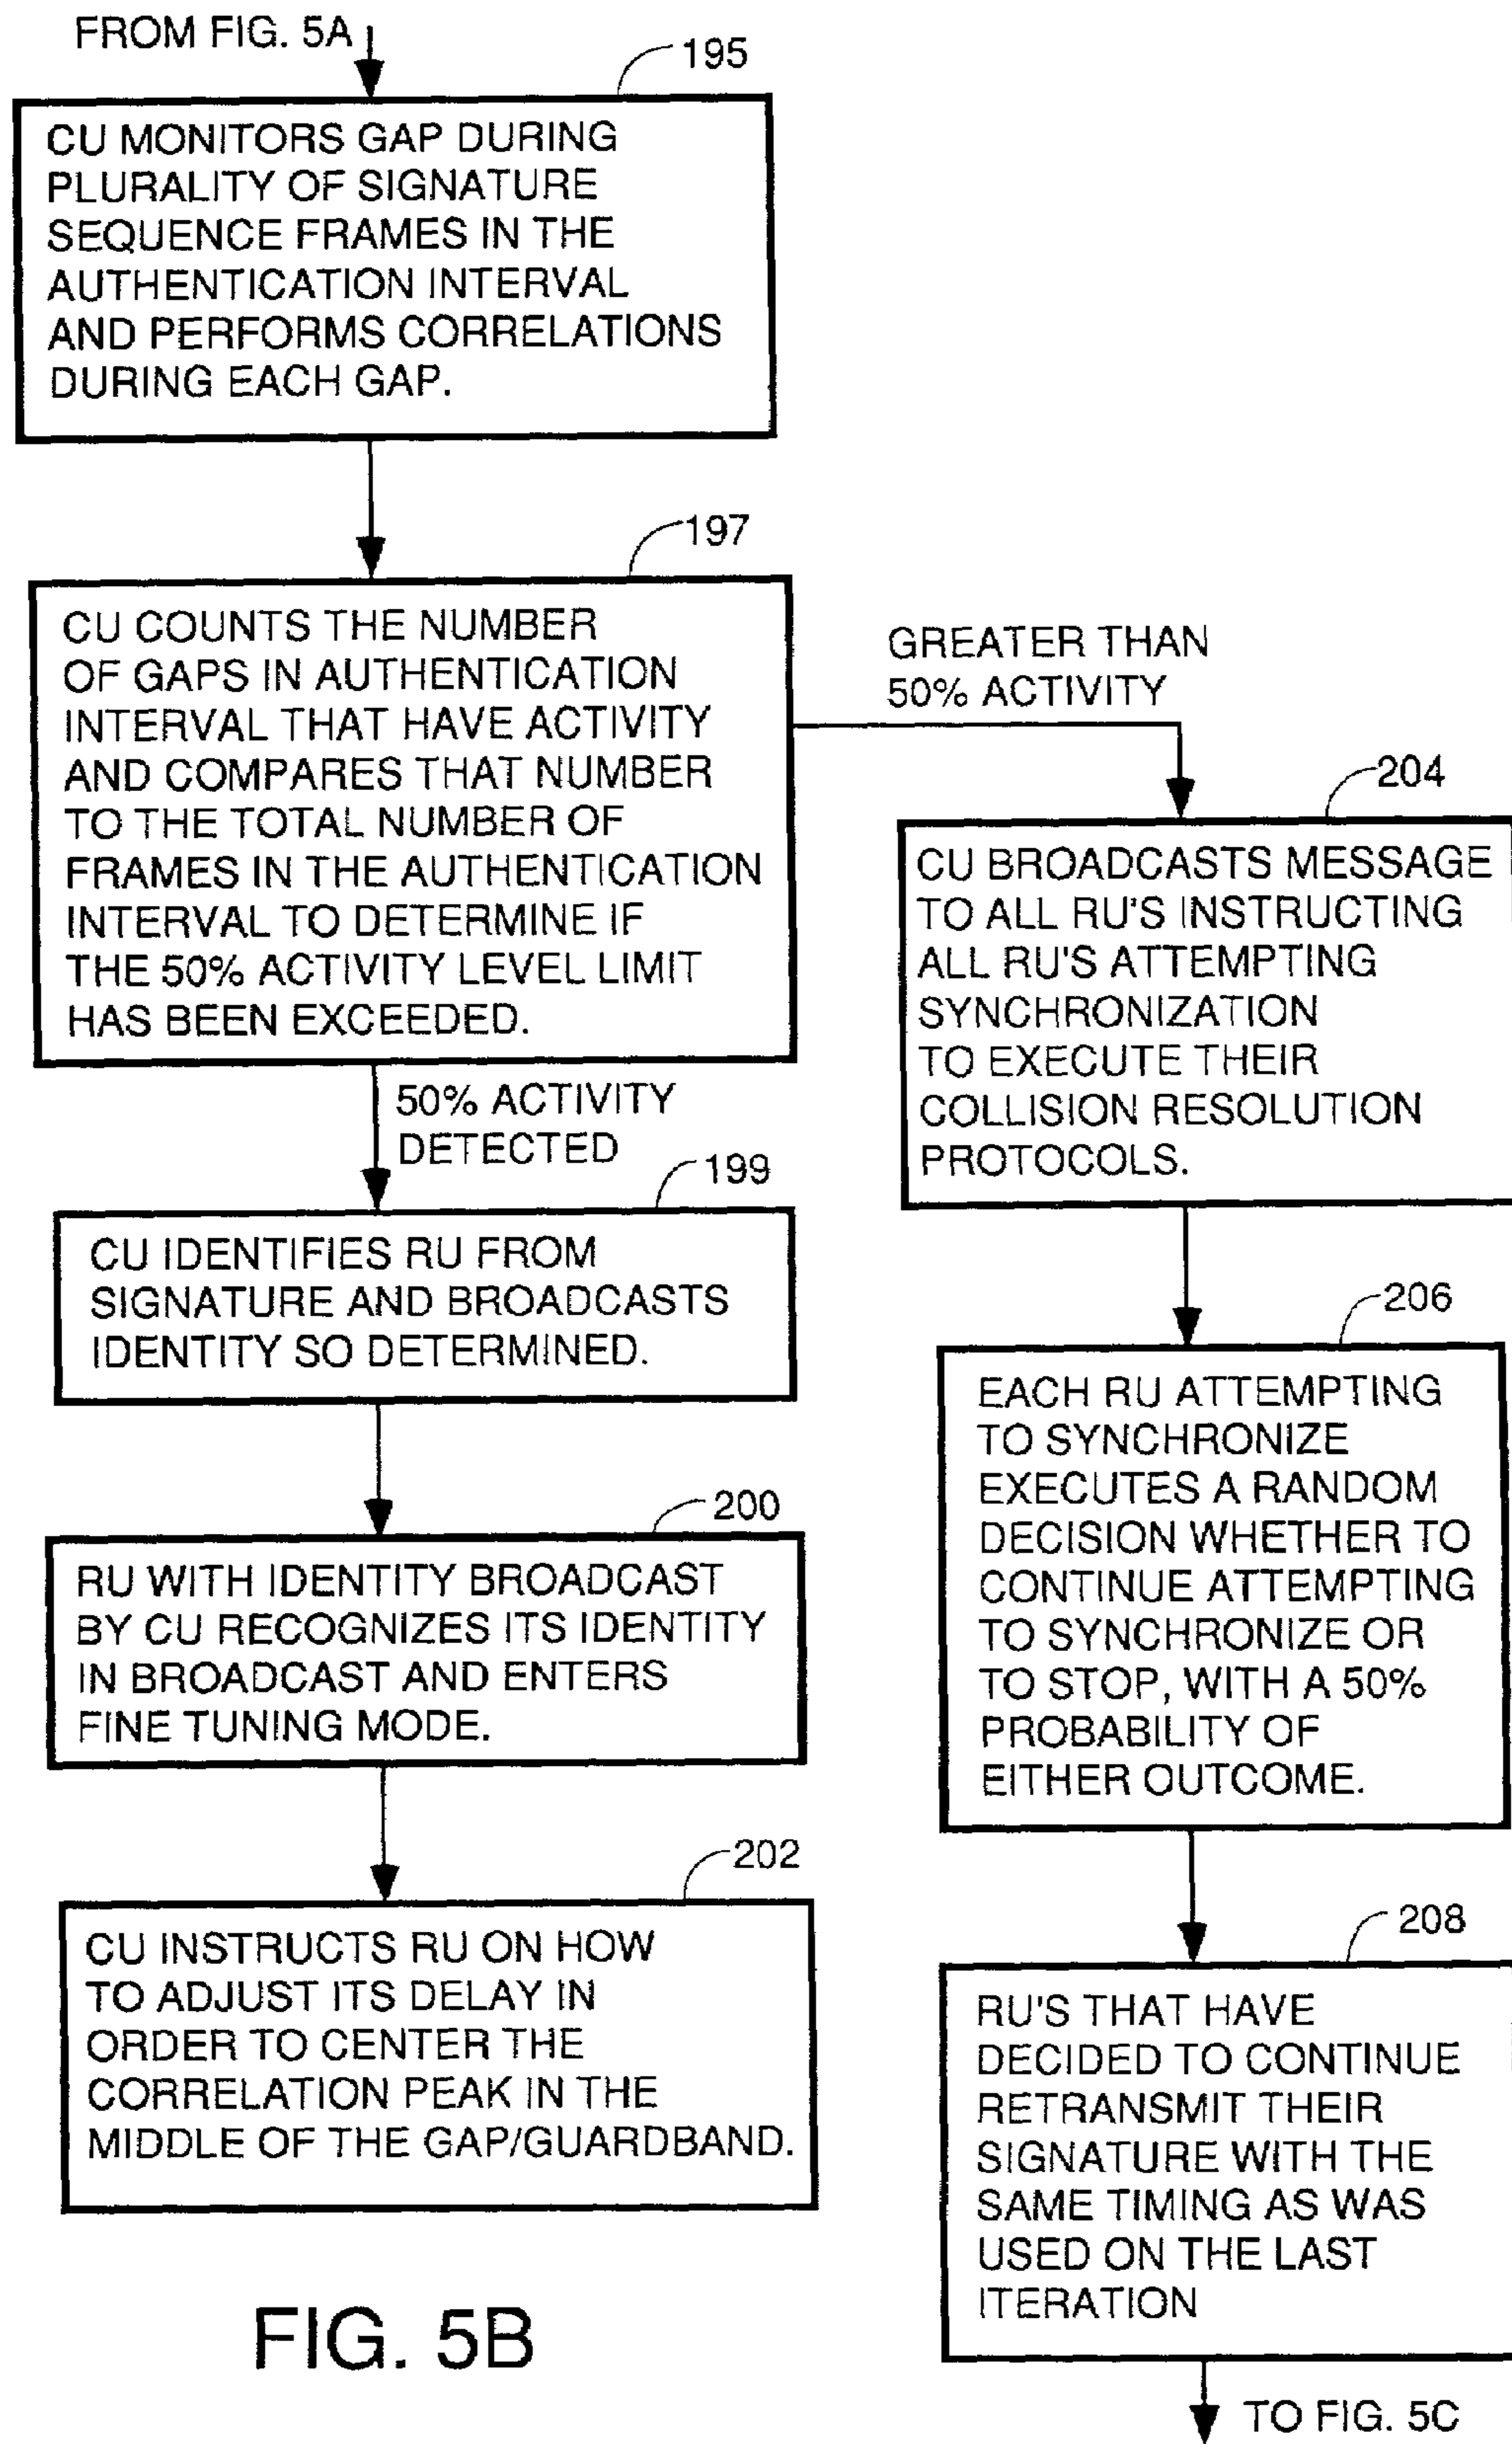 FROM FIG. 5A
195
CU MONITORS GAP DURING
PLURALITY OF SIGNATURE
SEQUENCE FRAMES IN THE
AUTHENTICATION INTERVAL
AND PERFORMS CORRELATIONS
DURING EACH GAP.
197
CU COUNTS THE NUMBER
OF GAPS IN AUTHENTICATION
INTERVAL THAT HAVE ACTIVITY
AND COMPARES THAT NUMBER
TO THE TOTAL NUMBER OF
FRAMES IN THE AUTHENTICATION
INTERVAL TO DETERMINE IF
THE 50% ACTIVITY LEVEL LIMIT
HAS BEEN EXCEEDED.
50% ACTIVITY
DETECTED
199
CU IDENTIFIES RU FROM
SIGNATURE AND BROADCASTS
IDENTITY SO DETERMINED.
200
RU WITH IDENTITY BROADCAST
BY CU RECOGNIZES ITS IDENTITY
IN BROADCAST AND ENTERS
FINE TUNING MODE.
202
CU INSTRUCTS RU ON HOW
TO ADJUST ITS DELAY IN
ORDER TO CENTER THE
CORRELATION PEAK IN THE
MIDDLE OF THE GAP/GUARDBAND.
GREATER THAN
50% ACTIVITY
204
CU BROADCASTS MESSAGE
TO ALL RU'S INSTRUCTING
ALL RU'S ATTEMPTING
SYNCHRONIZATION
TO EXECUTE THEIR
COLLISION RESOLUTION
PROTOCOLS.
206
EACH RU ATTEMPTING
TO SYNCHRONIZE
EXECUTES A RANDOM
DECISION WHETHER TO
CONTINUE ATTEMPTING
TO SYNCHRONIZE OR
TO STOP, WITH A 50%
PROBABILITY OF
EITHER OUTCOME.
208
RU'S THAT HAVE
DECIDED TO CONTINUE
RETRANSMIT THEIR
SIGNATURE WITH THE
SAME TIMING AS WAS
USED ON THE LAST
ITERATION
TO FIG. 5C
FIG. 5B